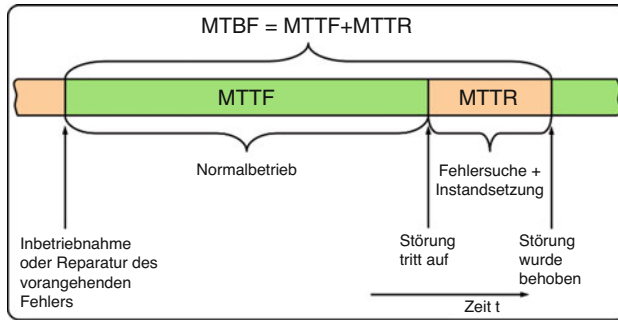 MTBF = MTTF+MTTR
MTTF
MTTR
Normalbetrieb
Fehlersuche +
Instandsetzung
Inbetriebnahme
oder Reparatur des
vorangehenden
Fehlers
Störung
tritt auf
Störung
wurde
behoben
Zeit t